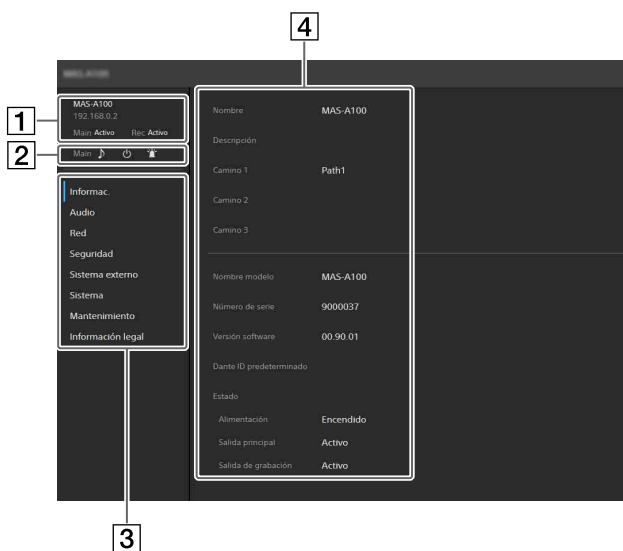 4
MAS-A100
1
MAS-A100
192.168.0.2
Main Activo Rec Activo
2
Main
Informac.
Audio
Red
Seguridad
Sistema externo
Sistema
Mantenimiento
Información legal
3
Nombre MAS-A100
Descripción
Camino 1 Path1
Camino 2
Camino 3
Nombre modelo MAS-A100
Número de serie 9000037
Versión software 00.90.01
Dante ID predeterminado
Estado
Alimentación Encendido
Salida principal Activo
Salida de grabación Activo